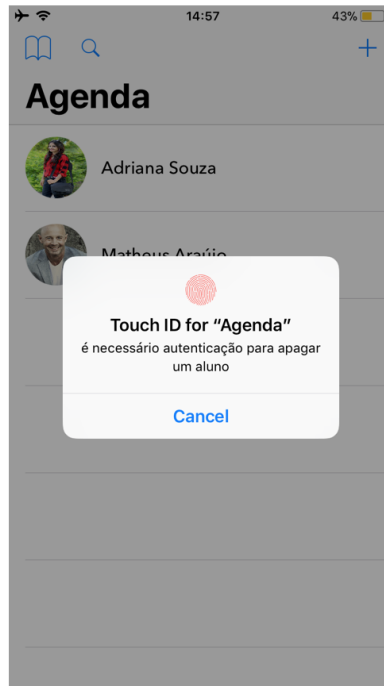 14:57
43%
Agenda
Adriana Souza
Matheus Araújo
Touch ID for “Agenda”
é necessário autenticação para apagar
um aluno
Cancel